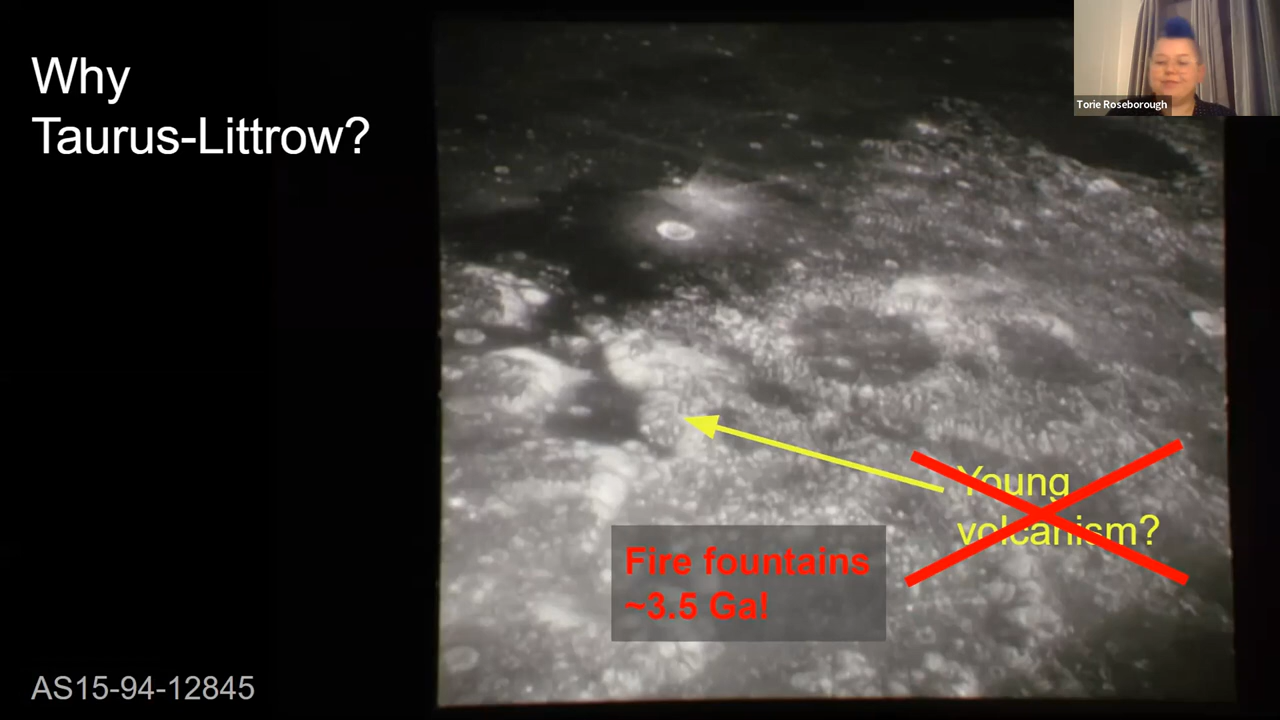 Why
Taurus-Littrow?
Torie Roseborough
Young
volcanism?
Fire fountains
~3.5 Ga!
AS15-94-12845